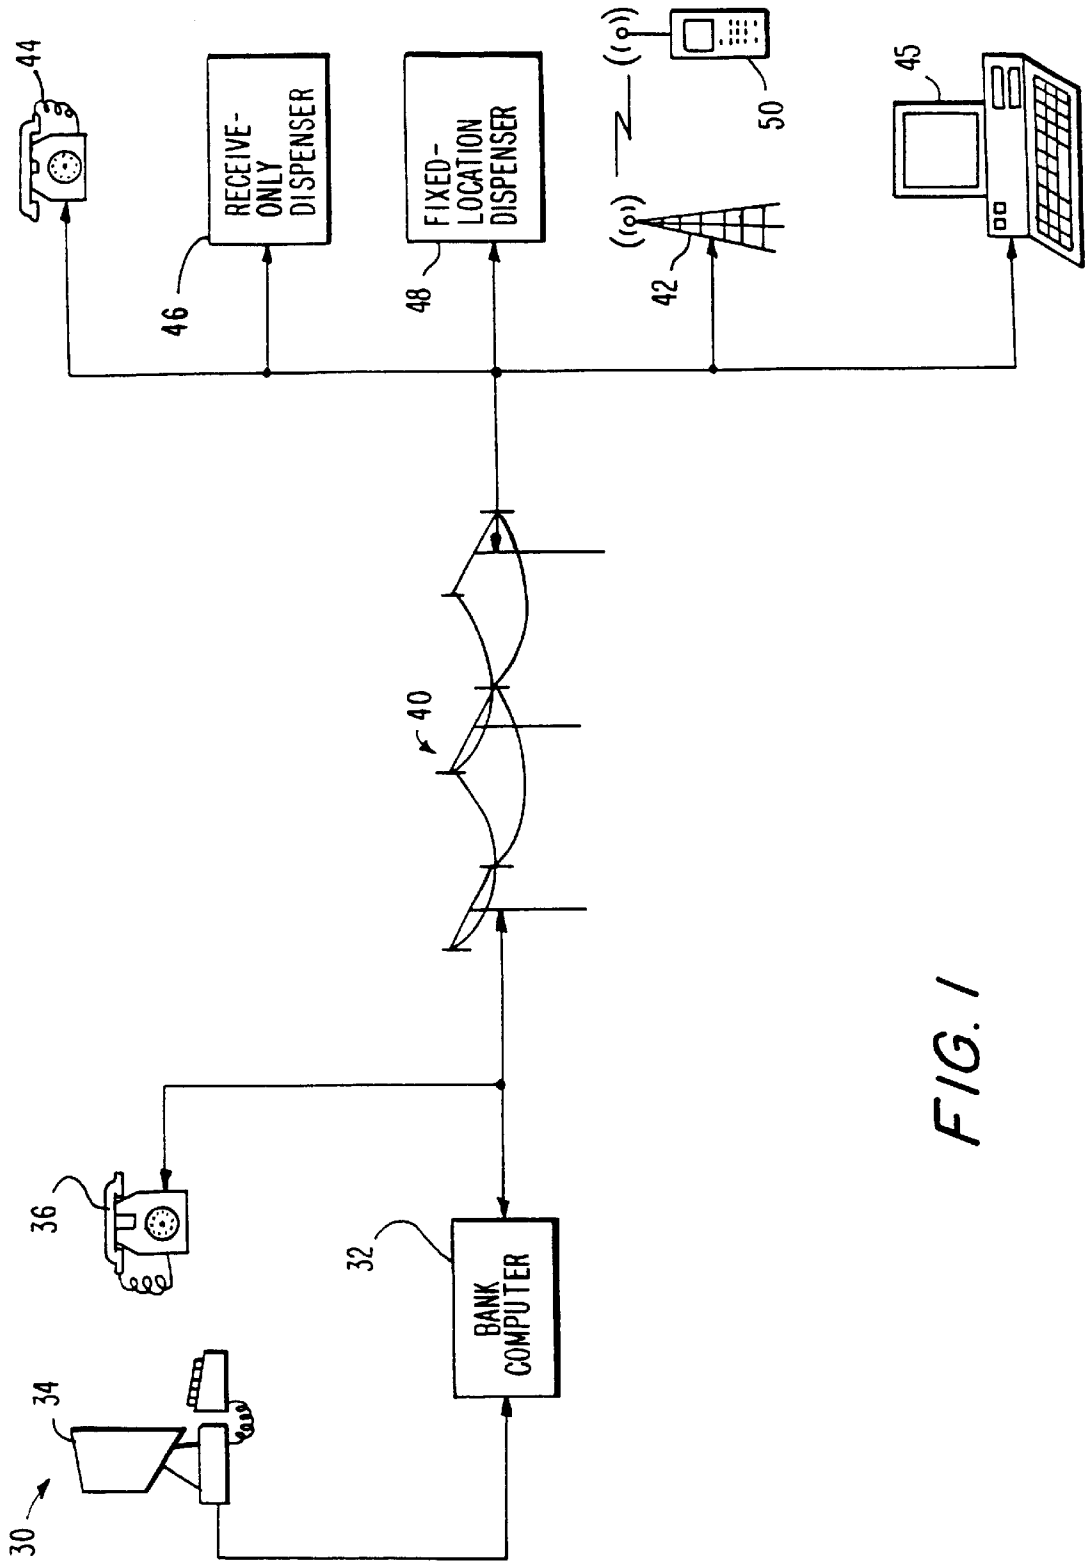 30
34
36
32
BANK
COMPUTER
40
44
46
RECEIVE-
ONLY
DISPENSER
48
FIXED-
LOCATION
DISPENSER
42
50
45
FIG. 1